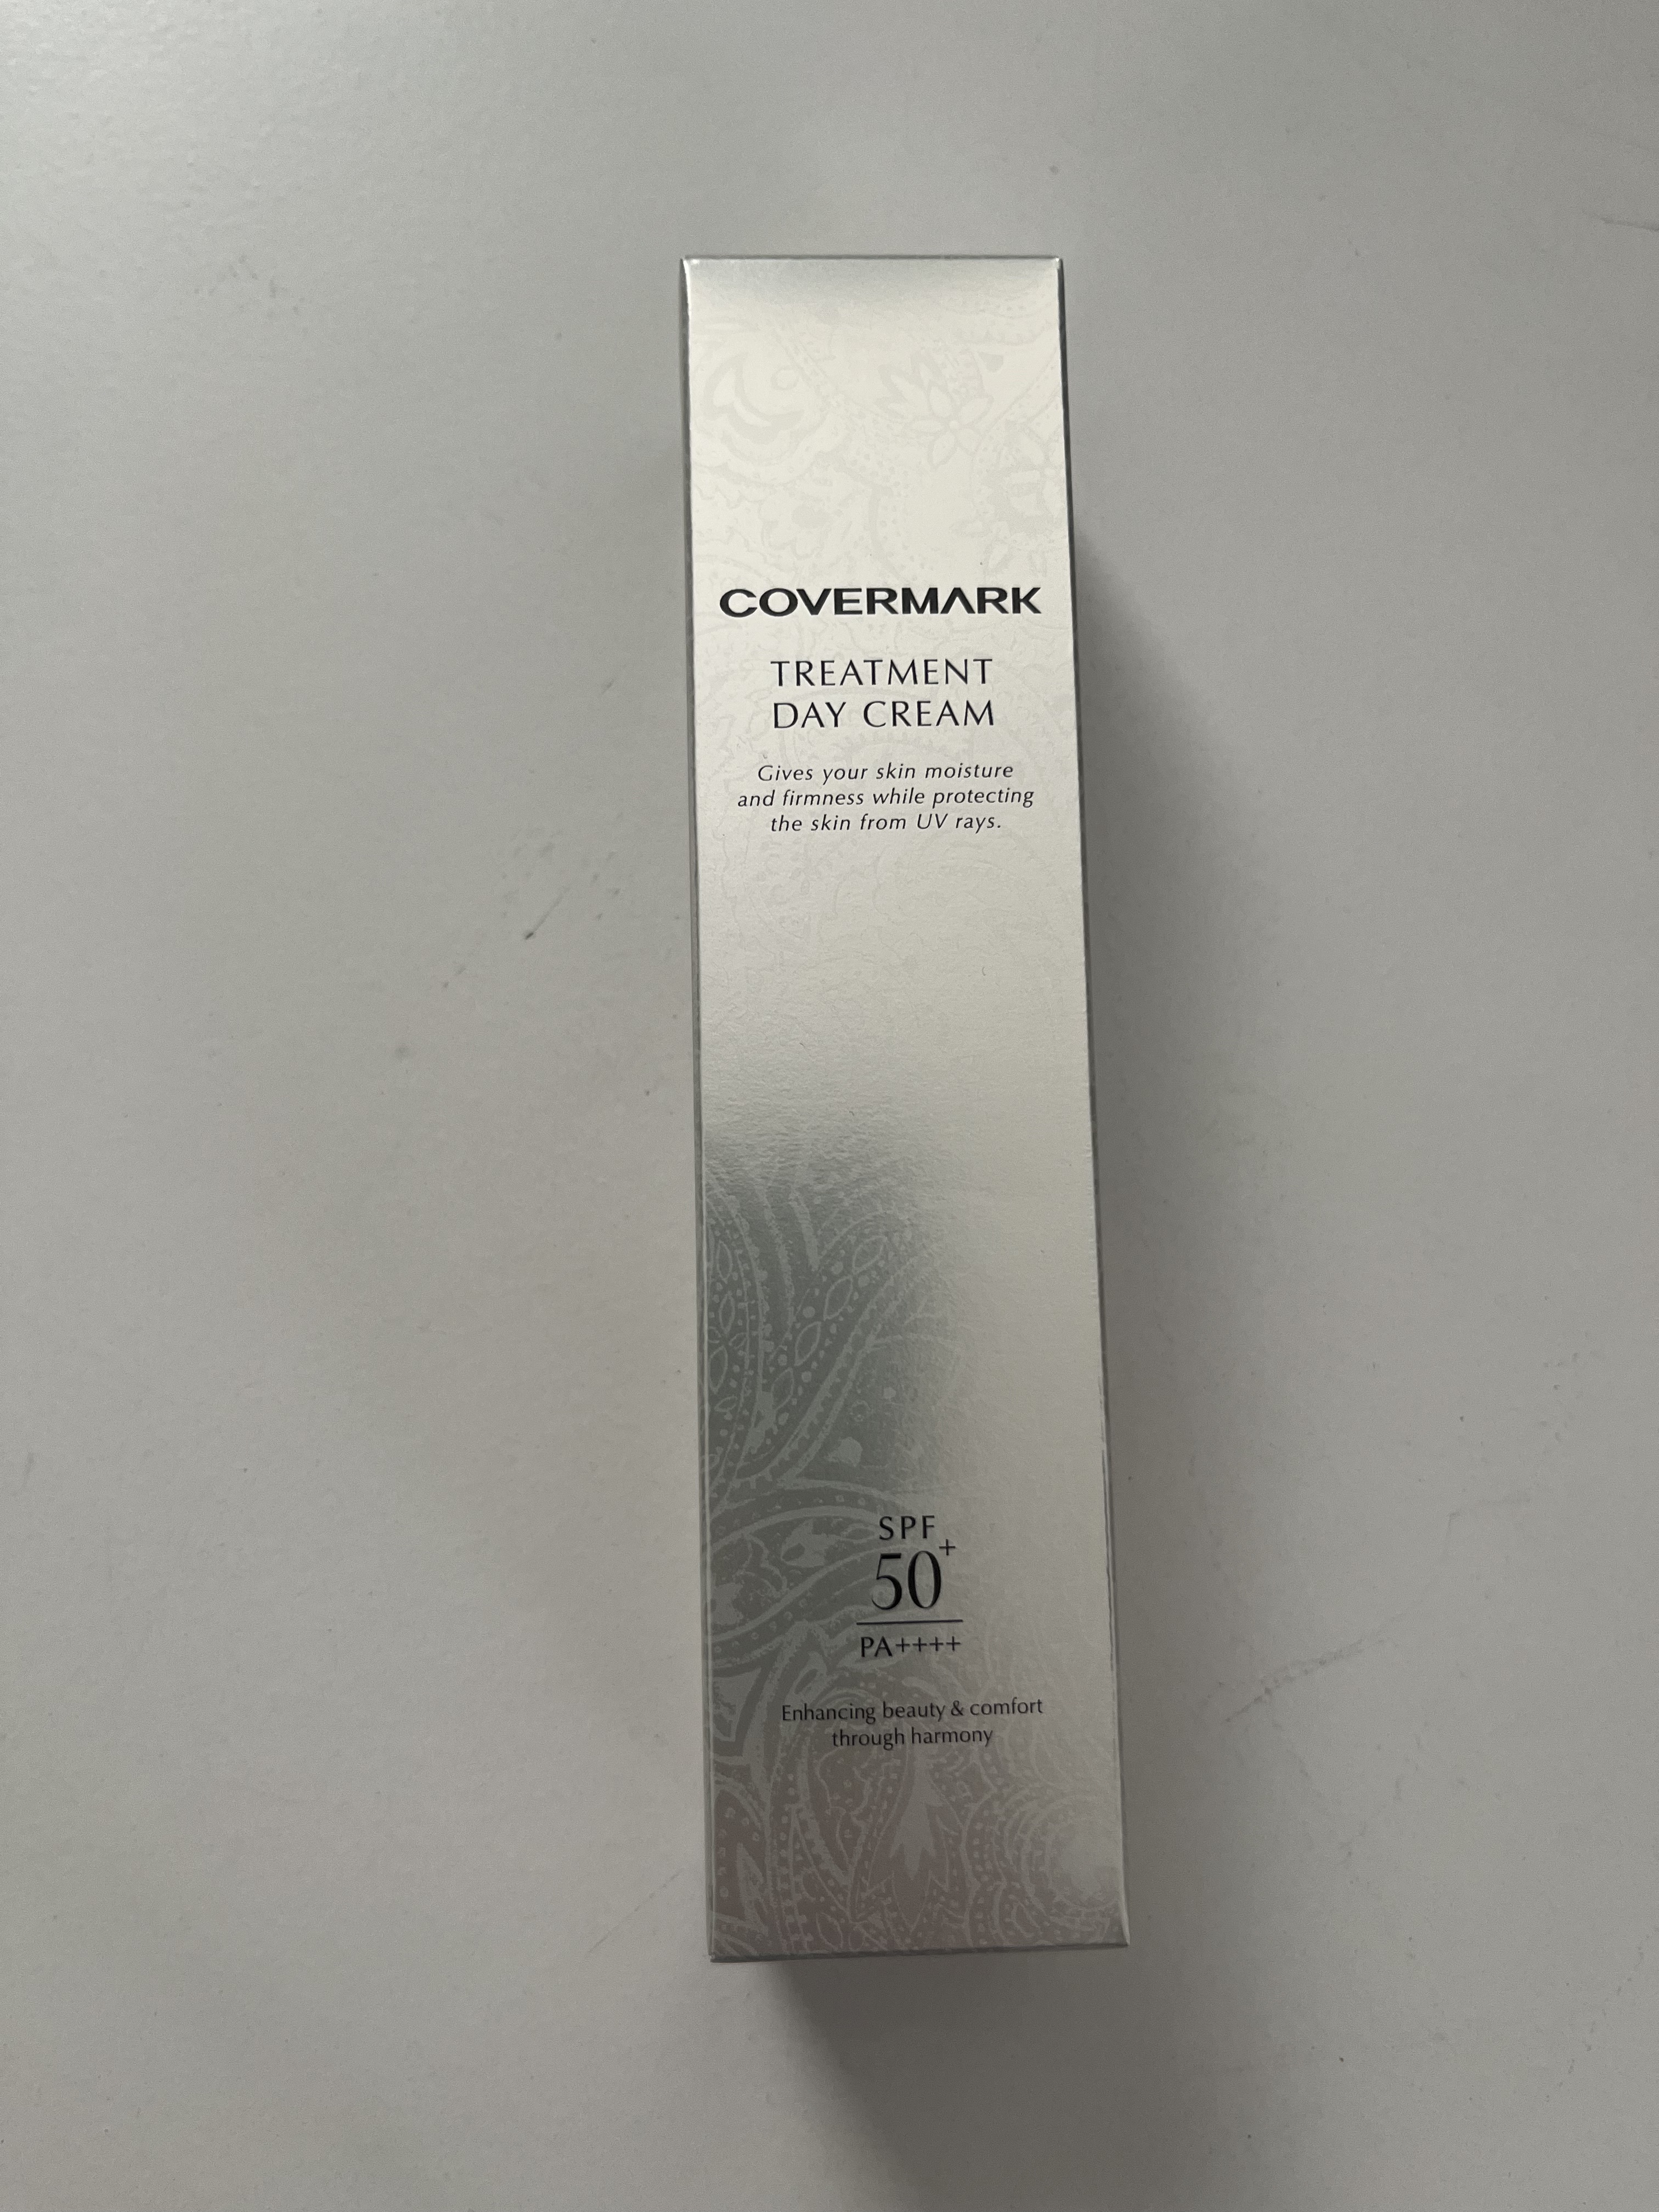 COVERMARK
TREATMENT
DAY CREAM
Gives your skin moisture
and firmness while protecting
the skin from UV rays.
SPF
50+
PA++++
Enhancing beauty & comfort
through harmony